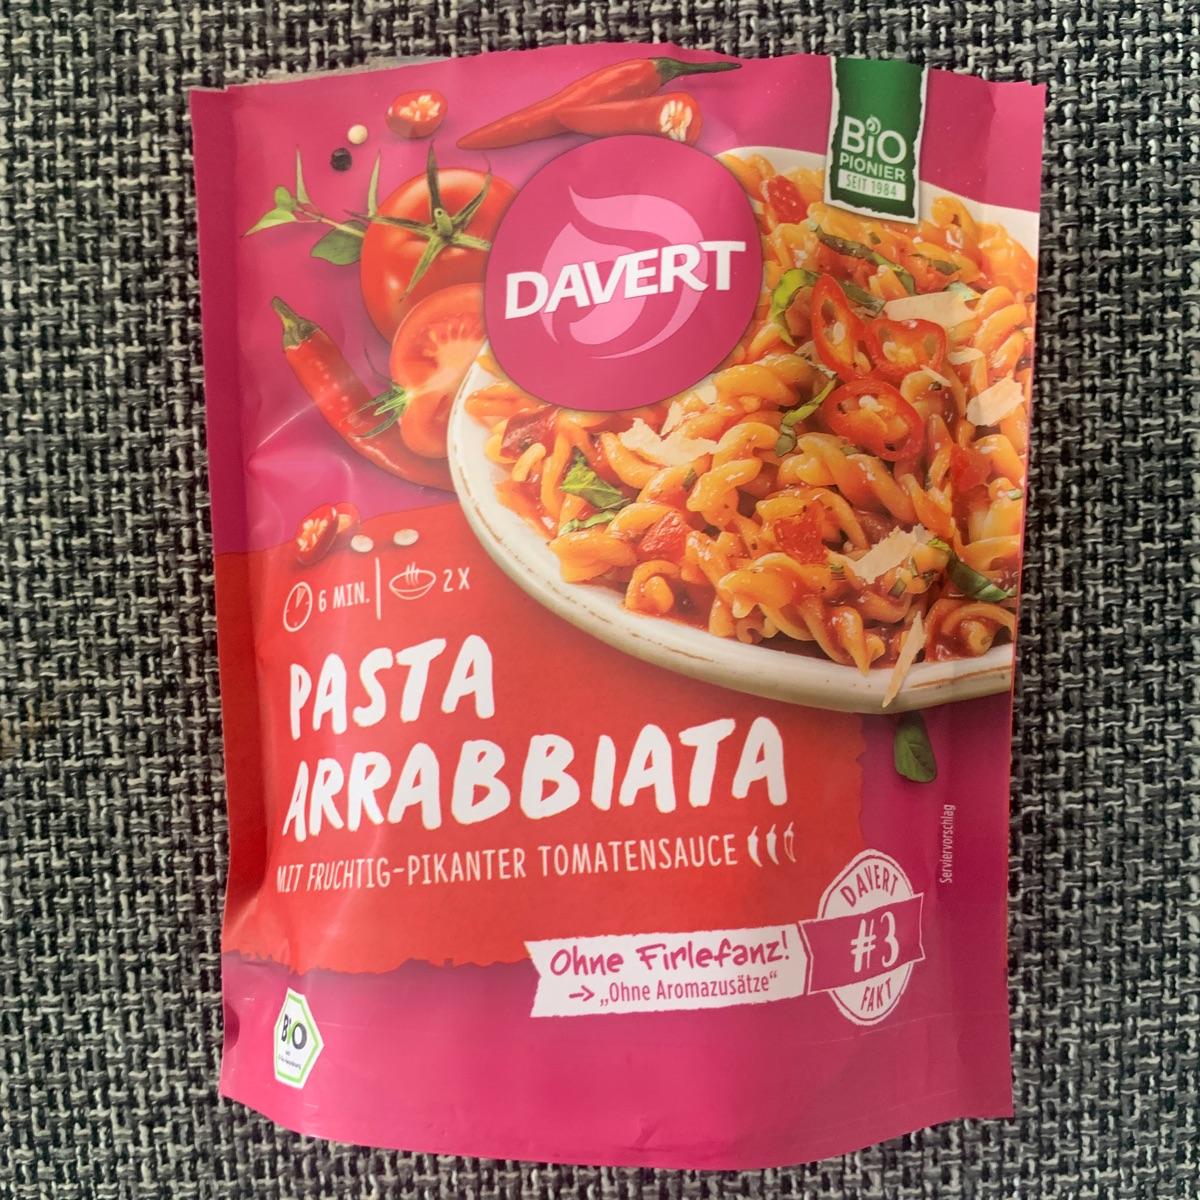 BiO
PIONIER
SEIT 1984
DAVERT
6 MIN.
2 X
PASTA
ARRABBIATA
MIT FRUCHTIG-PIKANTER TOMATENSAUCE
Serviervorschlag
Ohne Firlefanz!
→ „Ohne Aromazusätze“
DAVERT
#3
FAKT
BIO